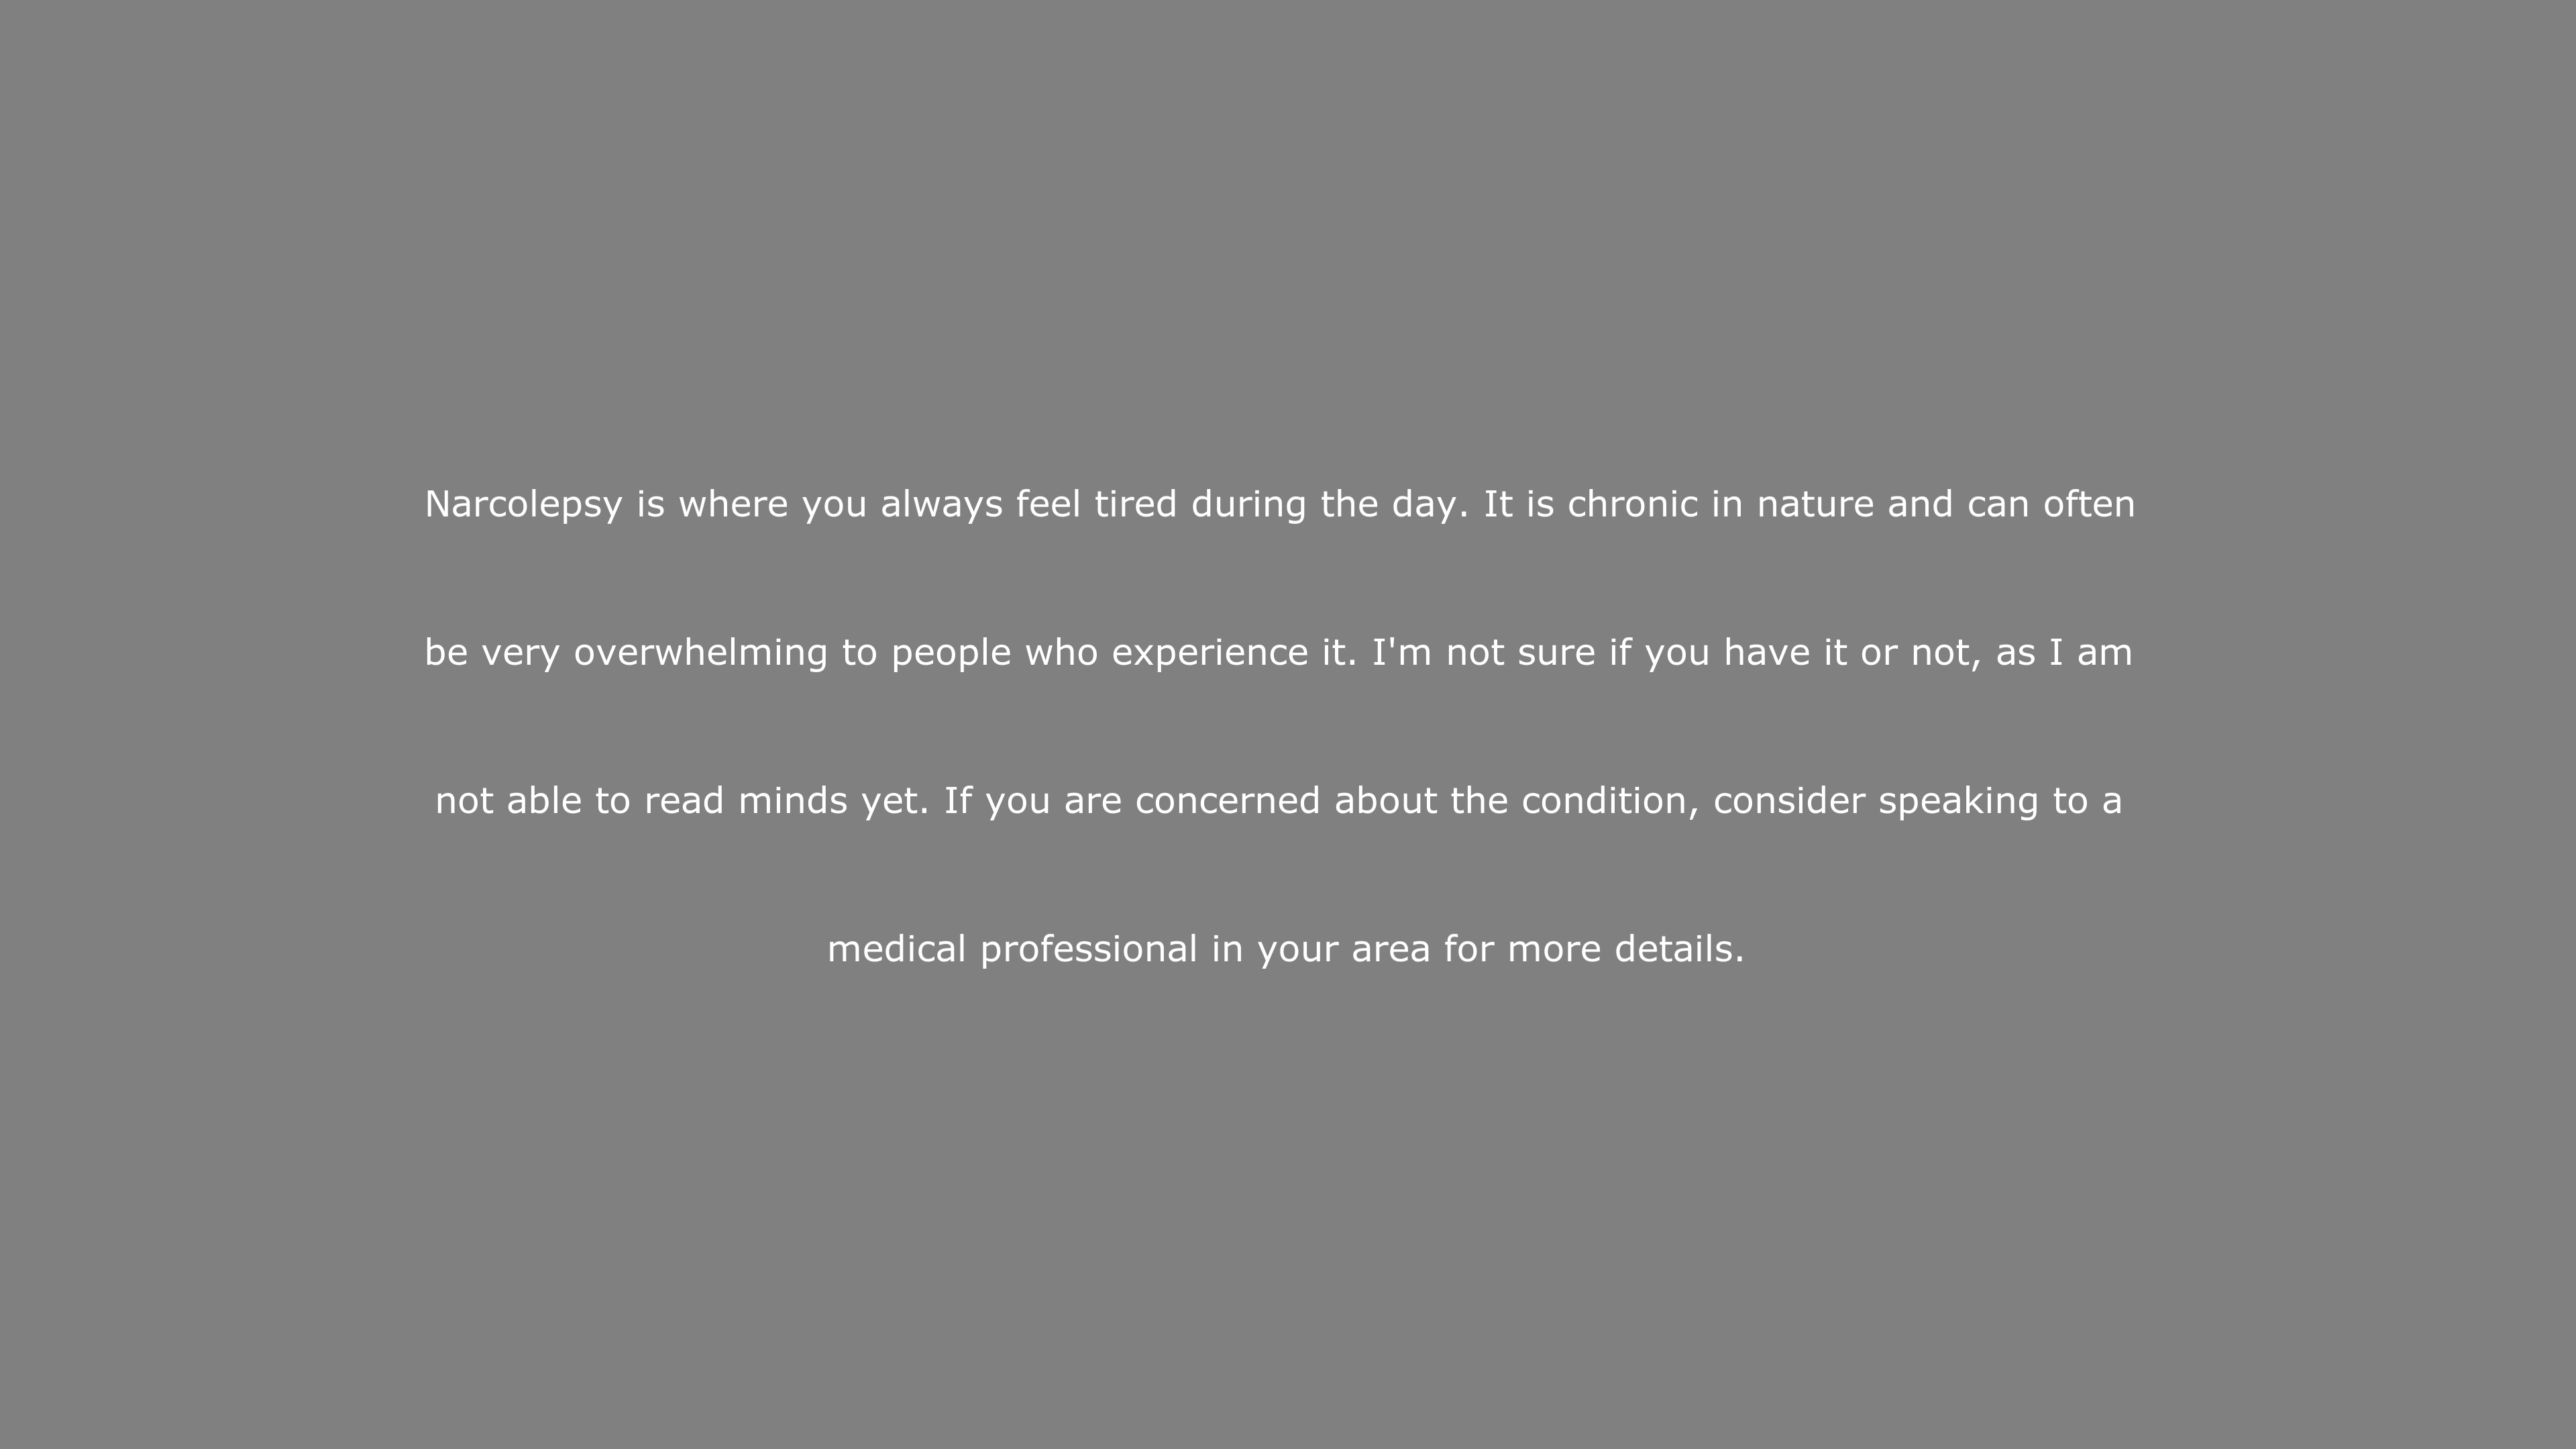 Narcolepsy is where you always feel tired during the day. It is chronic in nature and can often
be very overwhelming to people who experience it. I'm not sure if you have it or not, as I am
not able to read minds yet. If you are concerned about the condition, consider speaking to a
medical professional in your area for more details.